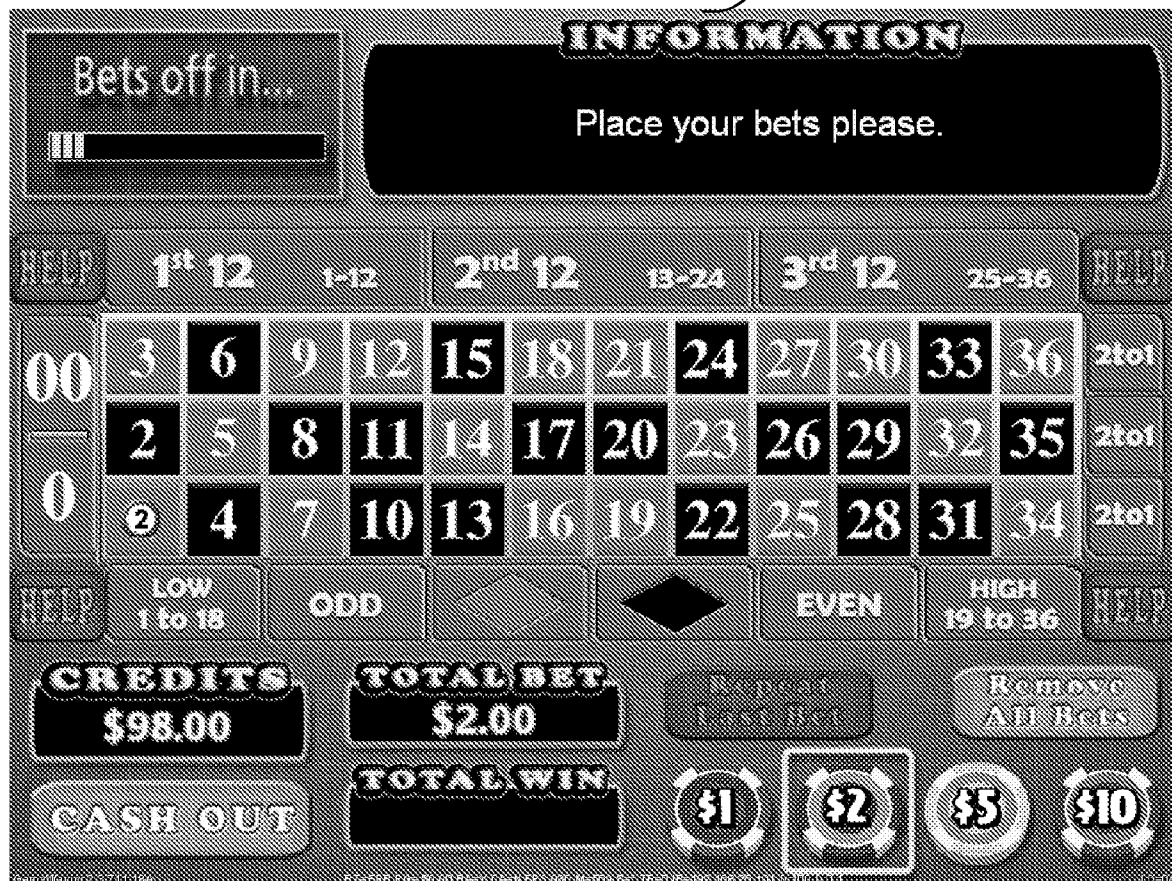 INFORMATION
Bets off in...
Place your bets please.
HELP 1st 12 1-12 2nd 12 13-24 3rd 12 25-36 HELP
00 3 6 9 12 15 18 21 24 27 30 33 36 2to1
2 5 8 11 14 17 20 23 26 29 32 35 2to1
0 2 4 7 10 13 16 19 22 25 28 31 34 2to1
HELP LOW 1 to 18 ODD EVEN HIGH 19 to 36 HELP
CREDITS TOTAL BET Remove Last Bet Remove All Bets
$98.00 $2.00
TOTAL WIN
CASH OUT $1 $2 $5 $10